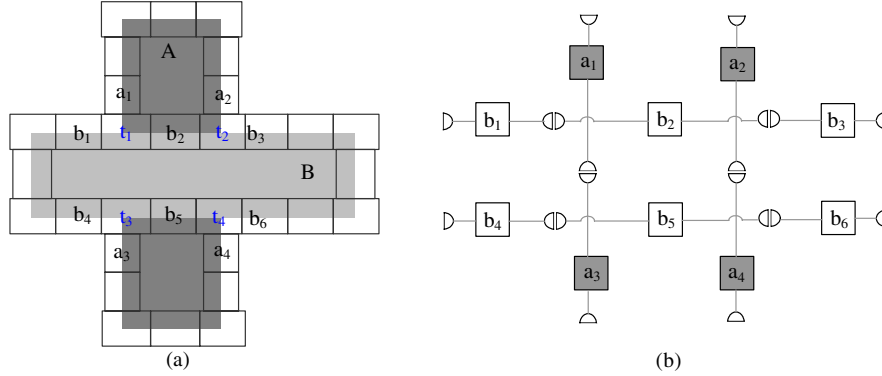 A
a1 a2
b1 t1 b2 t2 b3
B
b4 t3 b5 t4 b6
a3 a4
(a)
a1 a2
b1 b2 b3
b4 b5 b6
a3 a4
(b)